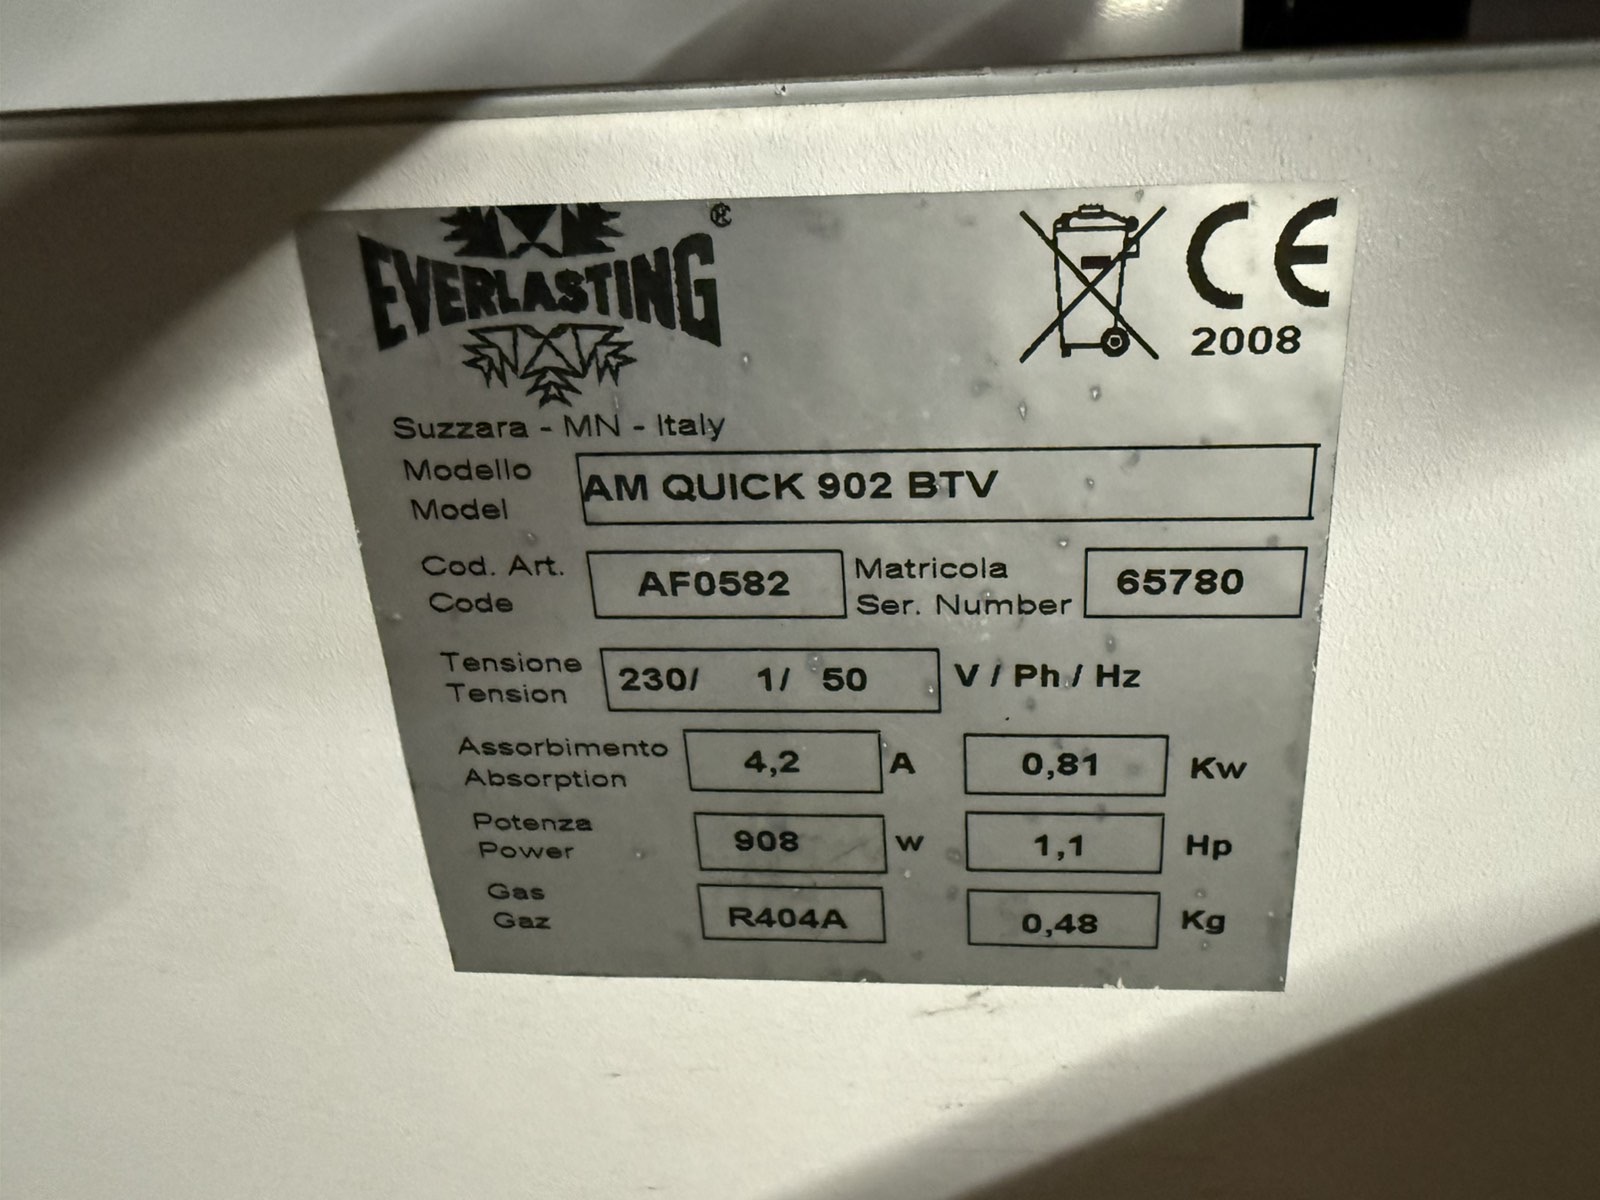 EVERLASTING ®
CE
2008
Suzzara - MN - Italy
Modello
Model
AM QUICK 902 BTV
Cod. Art.
Code
AF0582
Matricola
Ser. Number
65780
Tensione
Tension
230/ 1/ 50 V / Ph / Hz
Assorbimento
Absorption
4,2 A 0,81 Kw
Potenza
Power
908 w 1,1 Hp
Gas
Gaz
R404A 0,48 Kg